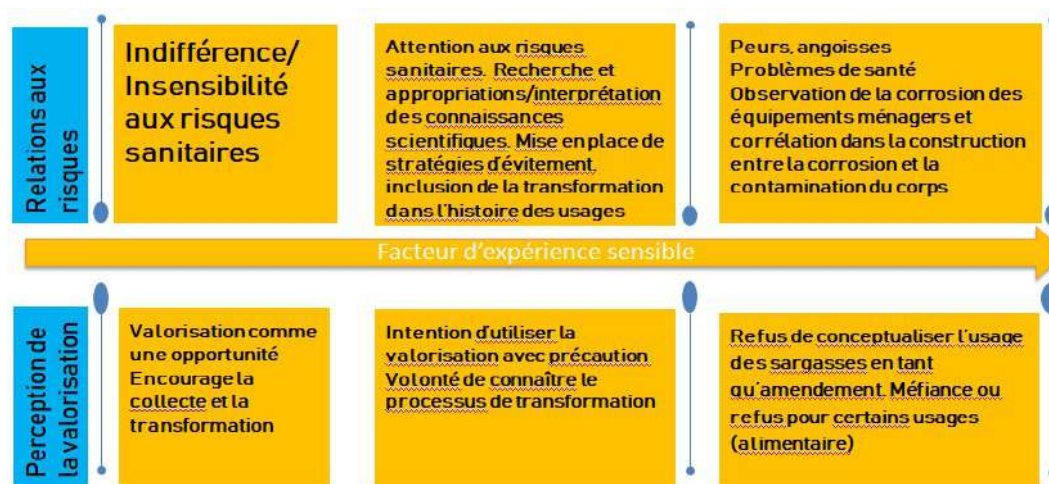 Relations aux
risques
Indifférence/
Insensibilité
aux risques
sanitaires
Attention aux risques
sanitaires. Recherche et
appropriations/interprétation
des connaissances
scientifiques. Mise en place de
stratégies d'évitement,
inclusion de la transformation
dans l'histoire des usages
Peurs, angoisses
Problèmes de santé
Observation de la corrosion des
équipements ménagers et
corrélation dans la construction
entre la corrosion et la
contamination du corps
Facteur d'expérience sensible
Perception de
la valorisation
Valorisation comme
une opportunité
Encourage la
collecte et la
transformation
Intention d'utiliser la
valorisation avec précaution
Volonté de connaître le
processus de transformation
Refus de conceptualiser l'usage
des sargasses en tant
qu'amendement. Méfiance ou
refus pour certains usages
(alimentaire)